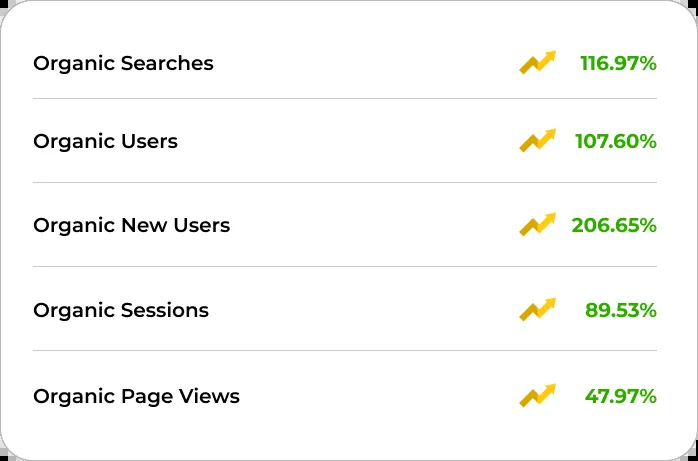 Organic Searches 116.97%
Organic Users 107.60%
Organic New Users 206.65%
Organic Sessions 89.53%
Organic Page Views 47.97%